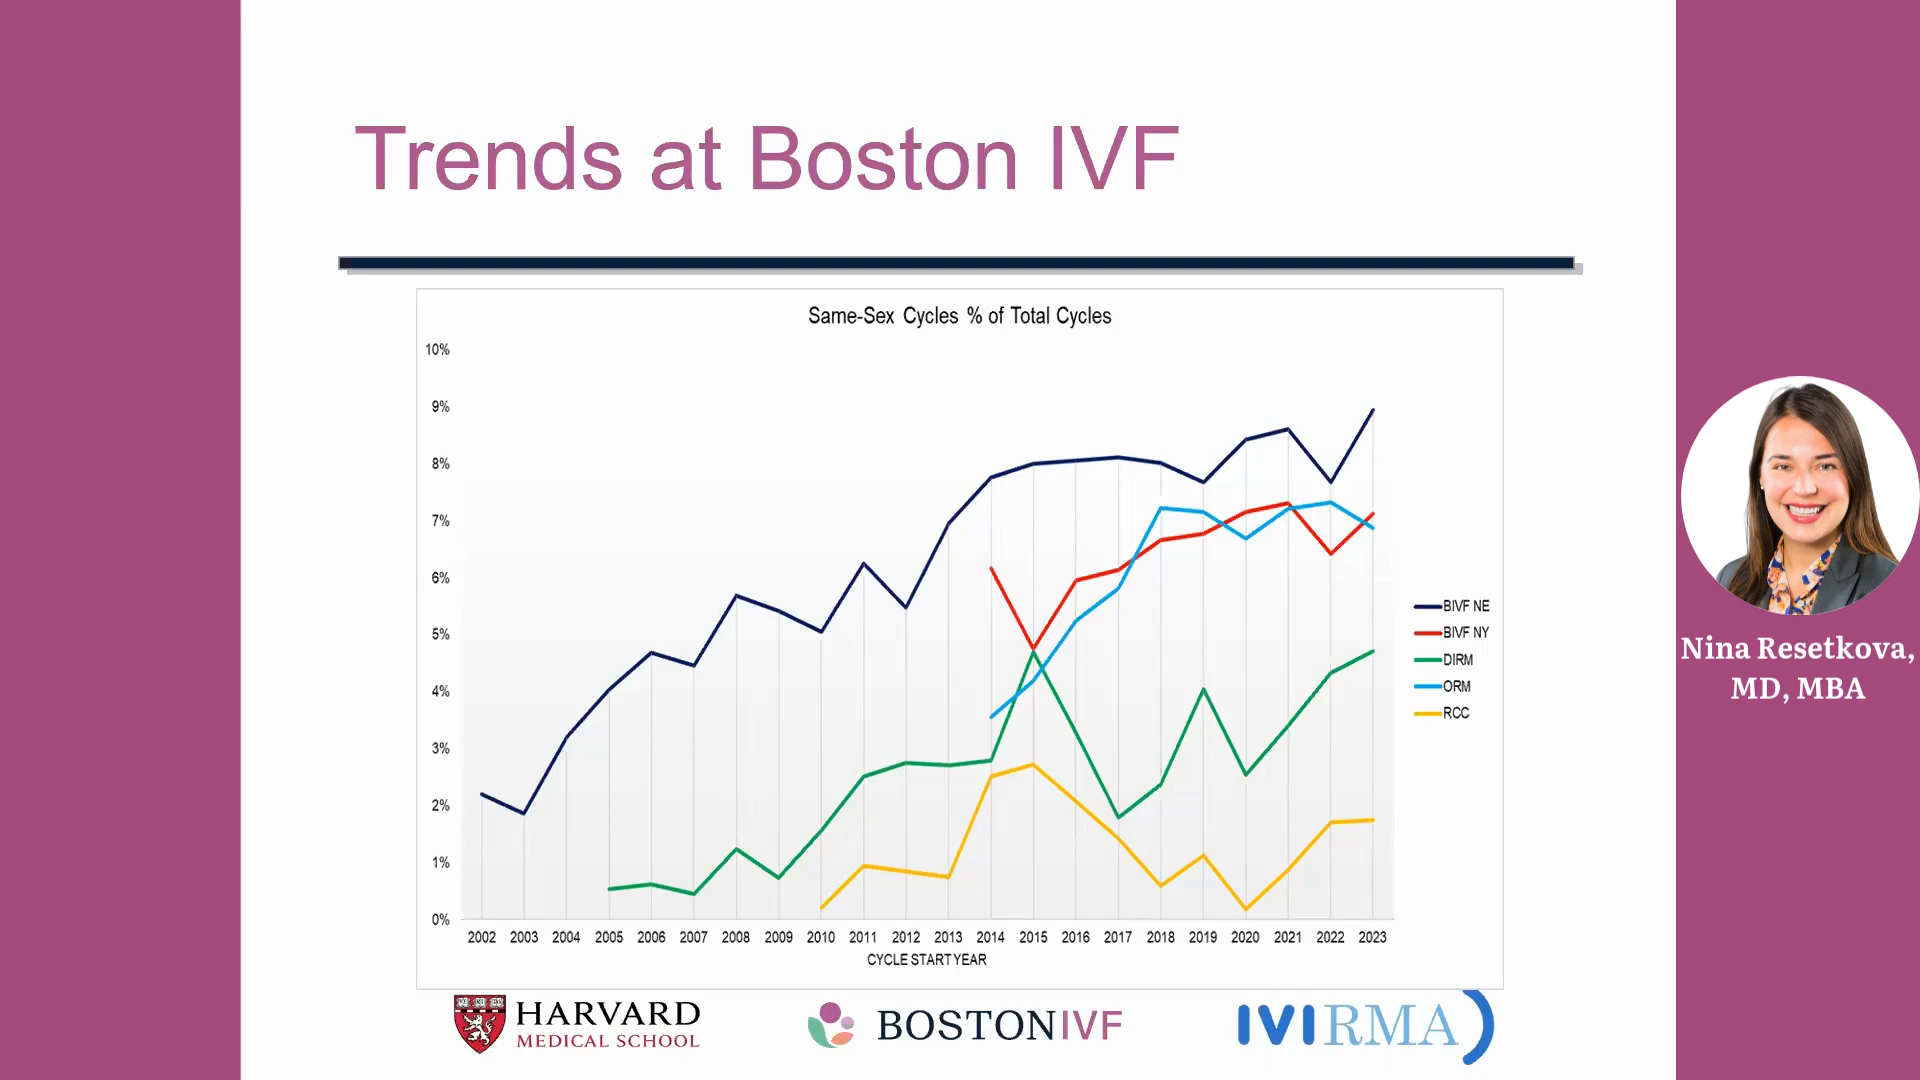 Trends at Boston IVF
Same-Sex Cycles % of Total Cycles
10%
9%
8%
7%
6%
5%
4%
3%
2%
1%
0%
2002 2003 2004 2005 2006 2007 2008 2009 2010 2011 2012 2013 2014 2015 2016 2017 2018 2019 2020 2021 2022 2023
CYCLE START YEAR
BIVF NE
BIVF NY
DIRM
ORM
RCC
Nina Resetkova,
MD, MBA
HARVARD
MEDICAL SCHOOL
BOSTONIVF
IVIRMA